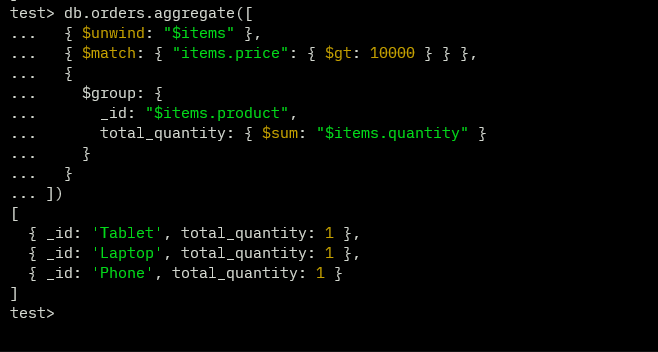 test> db.orders.aggregate([
...   { $unwind: "$items" },
...   { $match: { "items.price": { $gt: 10000 } } },
...   {
...     $group: {
...       _id: "$items.product",
...       total_quantity: { $sum: "$items.quantity" }
...     }
...   }
... ])
[
  { _id: 'Tablet', total_quantity: 1 },
  { _id: 'Laptop', total_quantity: 1 },
  { _id: 'Phone', total_quantity: 1 }
]
test>